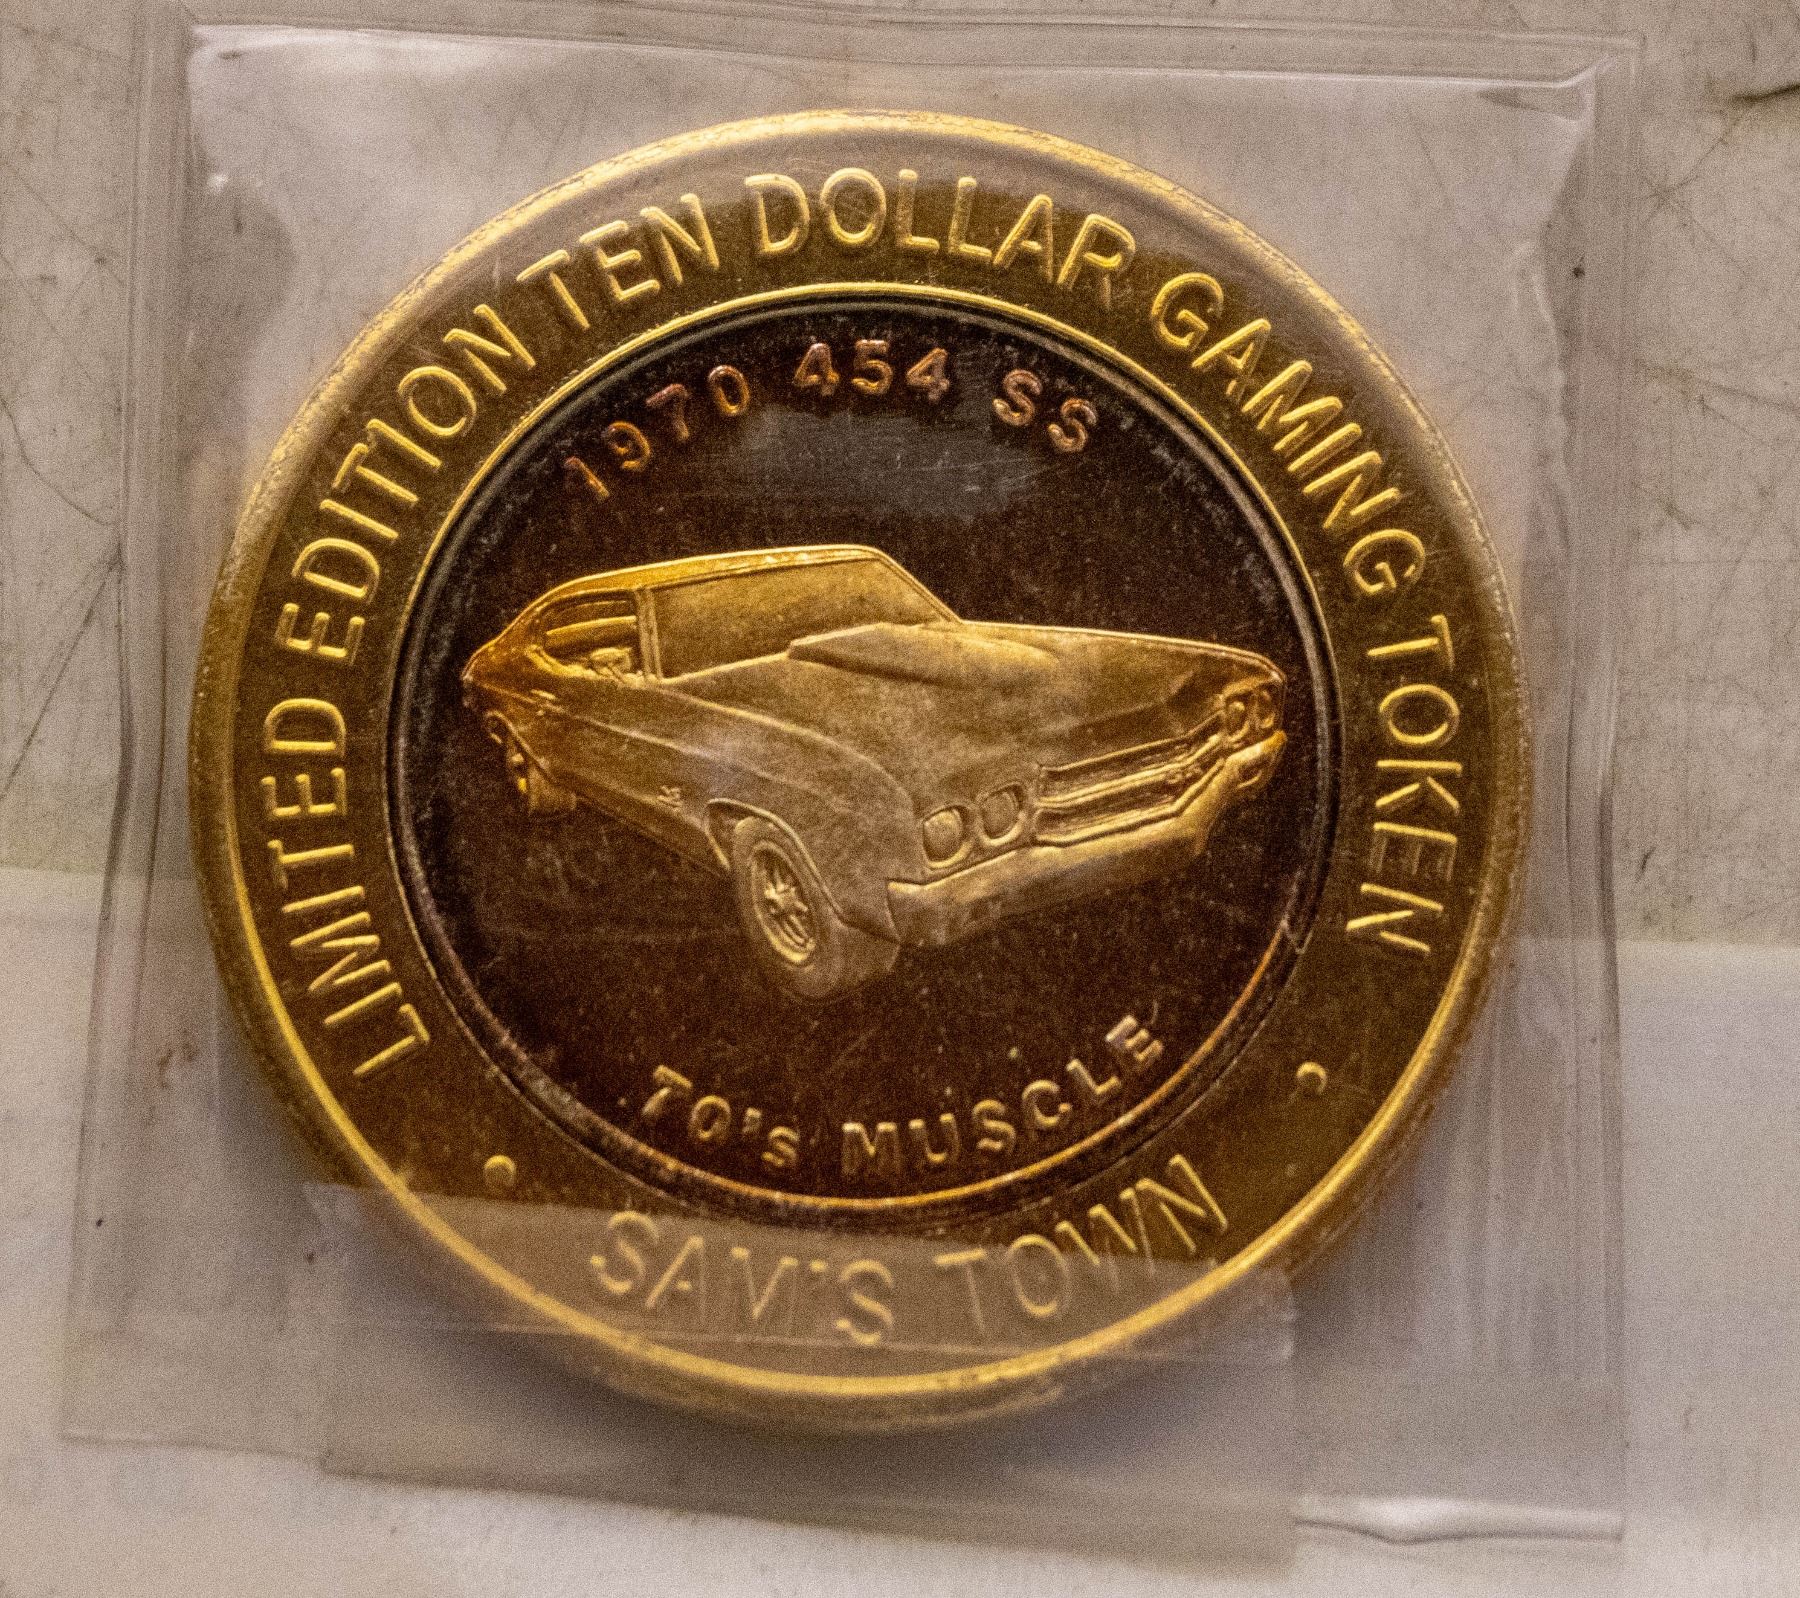 LIMITED EDITION TEN DOLLAR GAMING TOKEN
1970 454 SS
70's MUSCLE
SAM'S TOWN